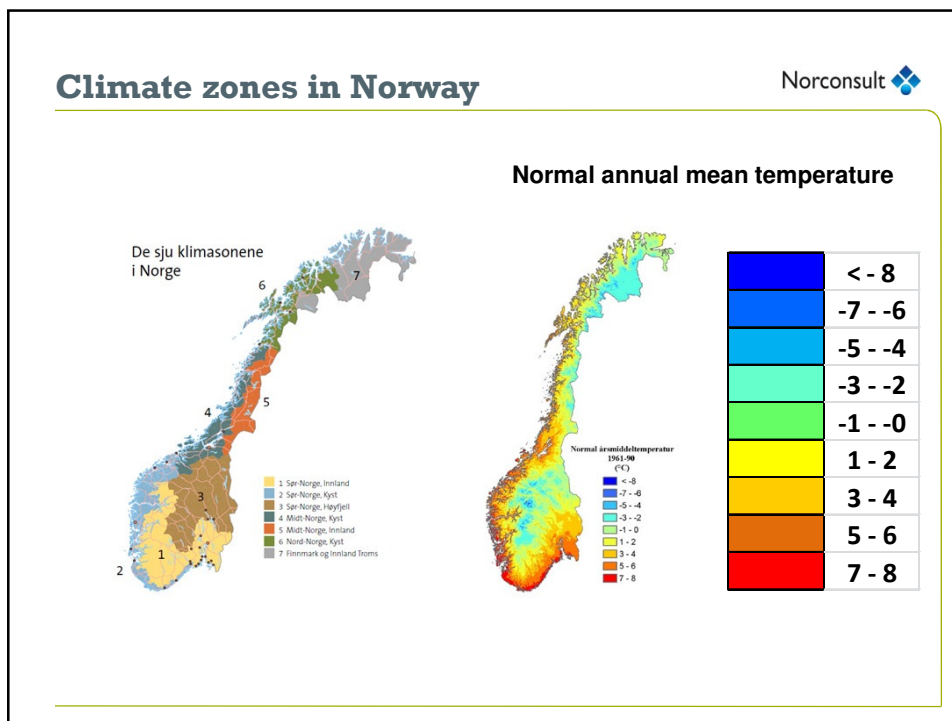 Climate zones in Norway
Norconsult
Normal annual mean temperature
De sju klimasonene
i Norge
7
6
5
4
3
1
2
1 Sør-Norge, Innland
2 Sør-Norge, Kyst
3 Sør-Norge, Høyfjell
4 Midt-Norge, Kyst
5 Midt-Norge, Innland
6 Nord-Norge, Kyst
7 Finnmark og Innland Troms
Normal årsmiddeltemperatur
1961-90
(°C)
< -8
-7 - -6
-5 - -4
-3 - -2
-1 - 0
1 - 2
3 - 4
5 - 6
7 - 8
< - 8
-7 - -6
-5 - -4
-3 - -2
-1 - -0
1 - 2
3 - 4
5 - 6
7 - 8